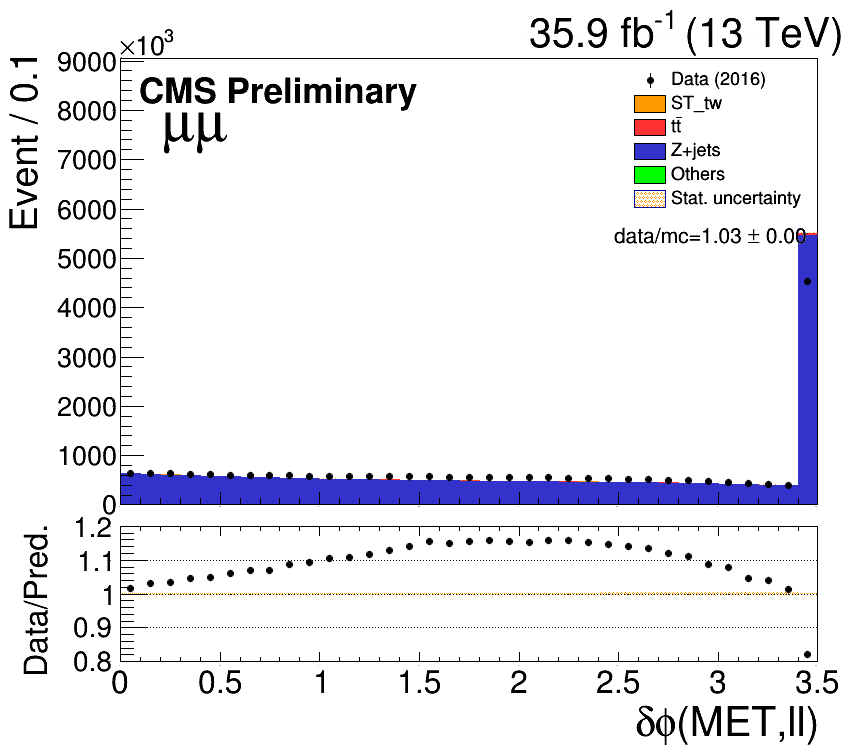 35.9 fb⁻¹ (13 TeV)
×10³
Event / 0.1
9000
8000
7000
6000
5000
4000
3000
2000
1000
0
CMS Preliminary
μμ
Data (2016)
ST_tw
tt̄
Z+jets
Others
Stat. uncertainty
data/mc=1.03 ± 0.00
Data/Pred.
1.2
1.1
1
0.9
0.8
0 0.5 1 1.5 2 2.5 3 3.5
δϕ(MET,ll)